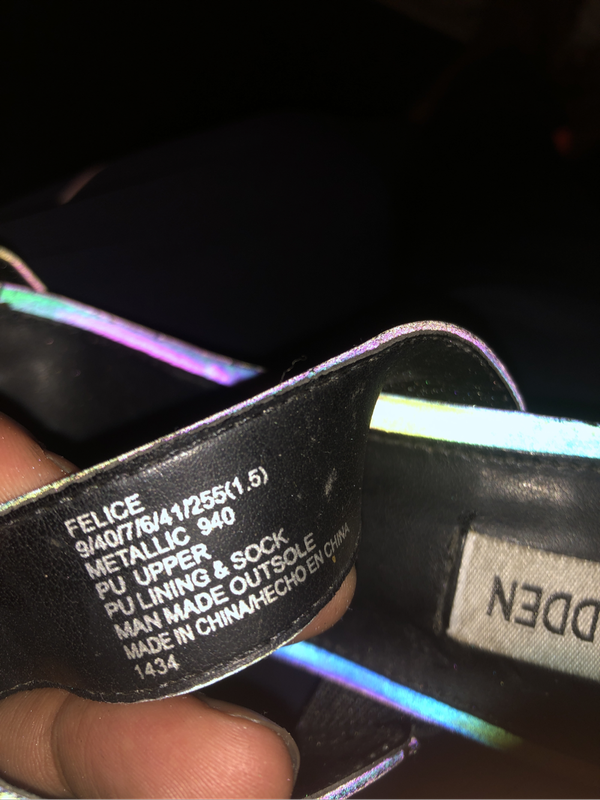 FELICE
9/40/7/6/41/255(1.5)
METALLIC 940
PU UPPER
PU LINING & SOCK
MAN MADE OUTSOLE
MADE IN CHINA/HECHO EN CHINA
1434
DDEN